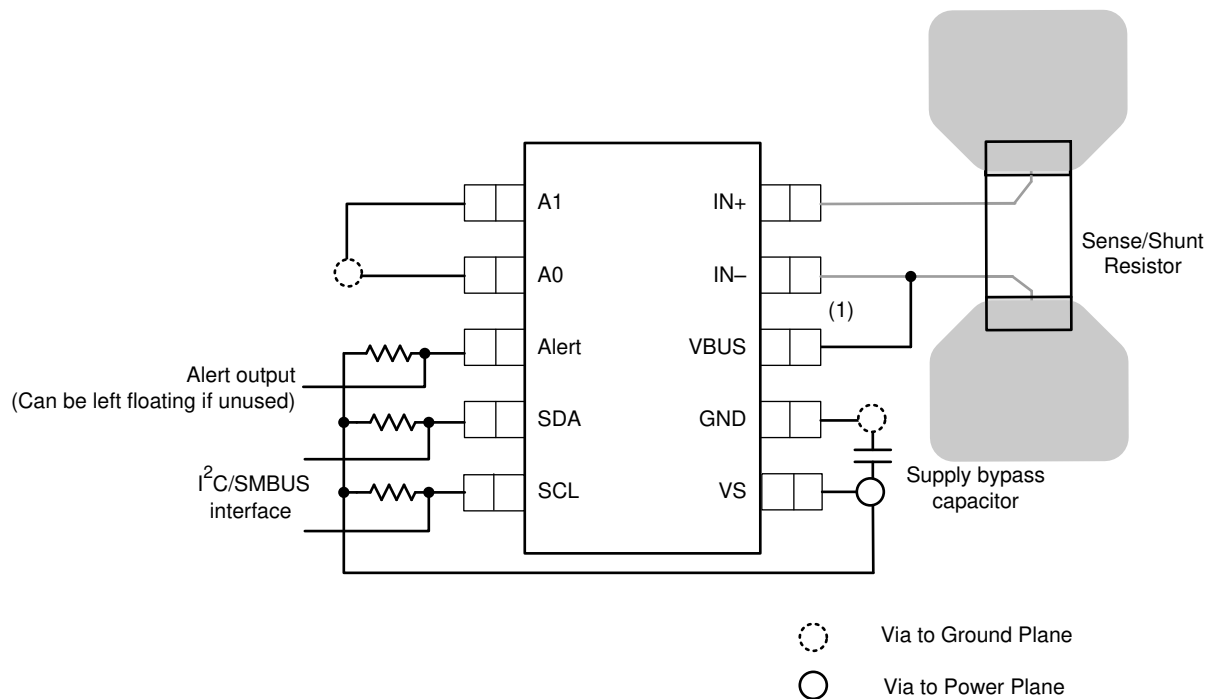 A1
A0
Alert
SDA
SCL
IN+
IN–
VBUS
GND
VS
(1)
Alert output
(Can be left floating if unused)
I²C/SMBUS
interface
Sense/Shunt
Resistor
Supply bypass
capacitor
Via to Ground Plane
Via to Power Plane